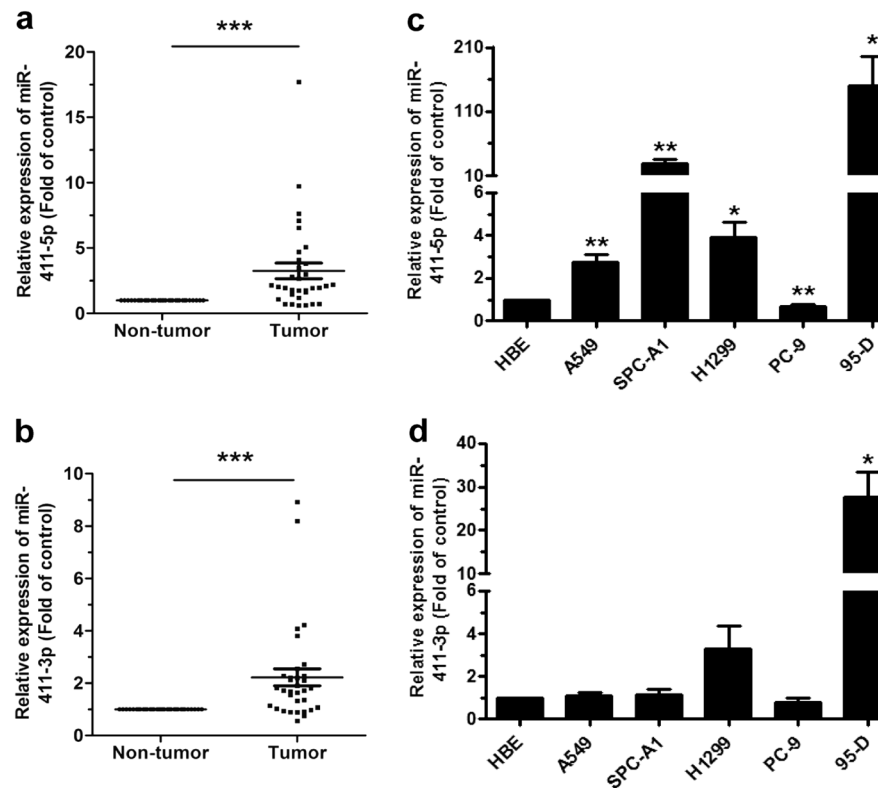 a
***
Relative expression of miR-
411-5p (Fold of control)
20
15
10
5
0
Non-tumor
Tumor
c
Relative expression of miR-
411-5p (Fold of control)
210
110
10
6
4
2
0
**
**
*
**
*
HBE
A549
SPC-A1
H1299
PC-9
95-D
b
***
Relative expression of miR-
411-3p (Fold of control)
10
8
6
4
2
0
Non-tumor
Tumor
d
Relative expression of miR-
411-3p (Fold of control)
40
30
20
10
6
4
2
0
*
HBE
A549
SPC-A1
H1299
PC-9
95-D